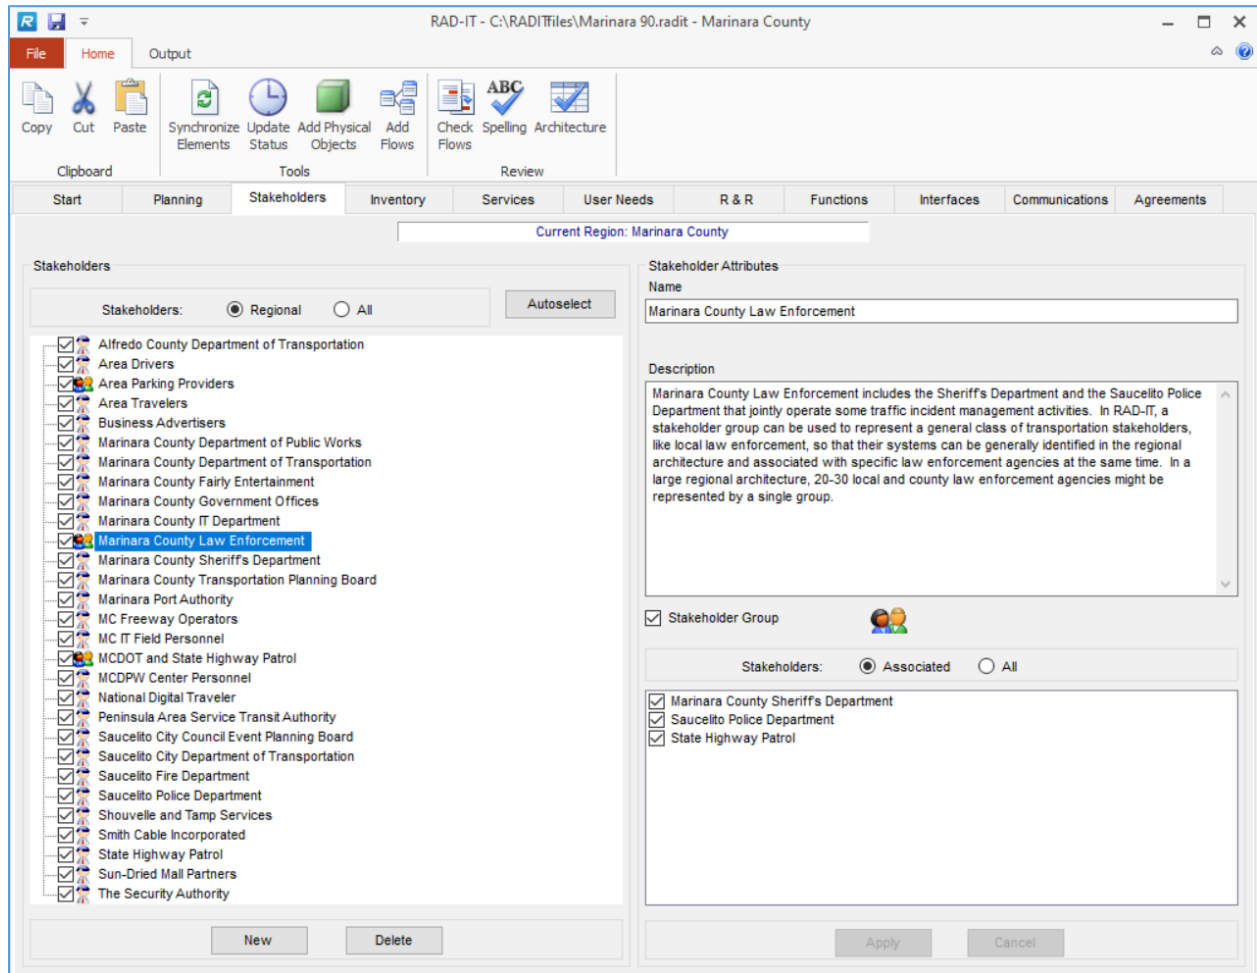 RAD-IT - C:\RADITfiles\Marinara 90.radit - Marinara County
File Home Output
Copy Cut Paste Synchronize Elements Update Status Add Physical Objects Add Flows Check Flows ABC Spelling Architecture
Clipboard Tools Review
Start Planning Stakeholders Inventory Services User Needs R & R Functions Interfaces Communications Agreements
Current Region: Marinara County
Stakeholders
Stakeholders: Regional All Autoselect
Alfredo County Department of Transportation
Area Drivers
Area Parking Providers
Area Travelers
Business Advertisers
Marinara County Department of Public Works
Marinara County Department of Transportation
Marinara County Fairly Entertainment
Marinara County Government Offices
Marinara County IT Department
Marinara County Law Enforcement
Marinara County Sheriff's Department
Marinara County Transportation Planning Board
Marinara Port Authority
MC Freeway Operators
MC IT Field Personnel
MCDOT and State Highway Patrol
MCDPW Center Personnel
National Digital Traveler
Peninsula Area Service Transit Authority
Saucelito City Council Event Planning Board
Saucelito City Department of Transportation
Saucelito Fire Department
Saucelito Police Department
Shouvelle and Tamp Services
Smith Cable Incorporated
State Highway Patrol
Sun-Dried Mall Partners
The Security Authority
New Delete
Stakeholder Attributes
Name
Marinara County Law Enforcement
Description
Marinara County Law Enforcement includes the Sheriff's Department and the Saucelito Police
Department that jointly operate some traffic incident management activities. In RAD-IT, a
stakeholder group can be used to represent a general class of transportation stakeholders,
like local law enforcement, so that their systems can be generally identified in the regional
architecture and associated with specific law enforcement agencies at the same time. In a
large regional architecture, 20-30 local and county law enforcement agencies might be
represented by a single group.
Stakeholder Group
Stakeholders: Associated All
Marinara County Sheriff's Department
Saucelito Police Department
State Highway Patrol
Apply Cancel